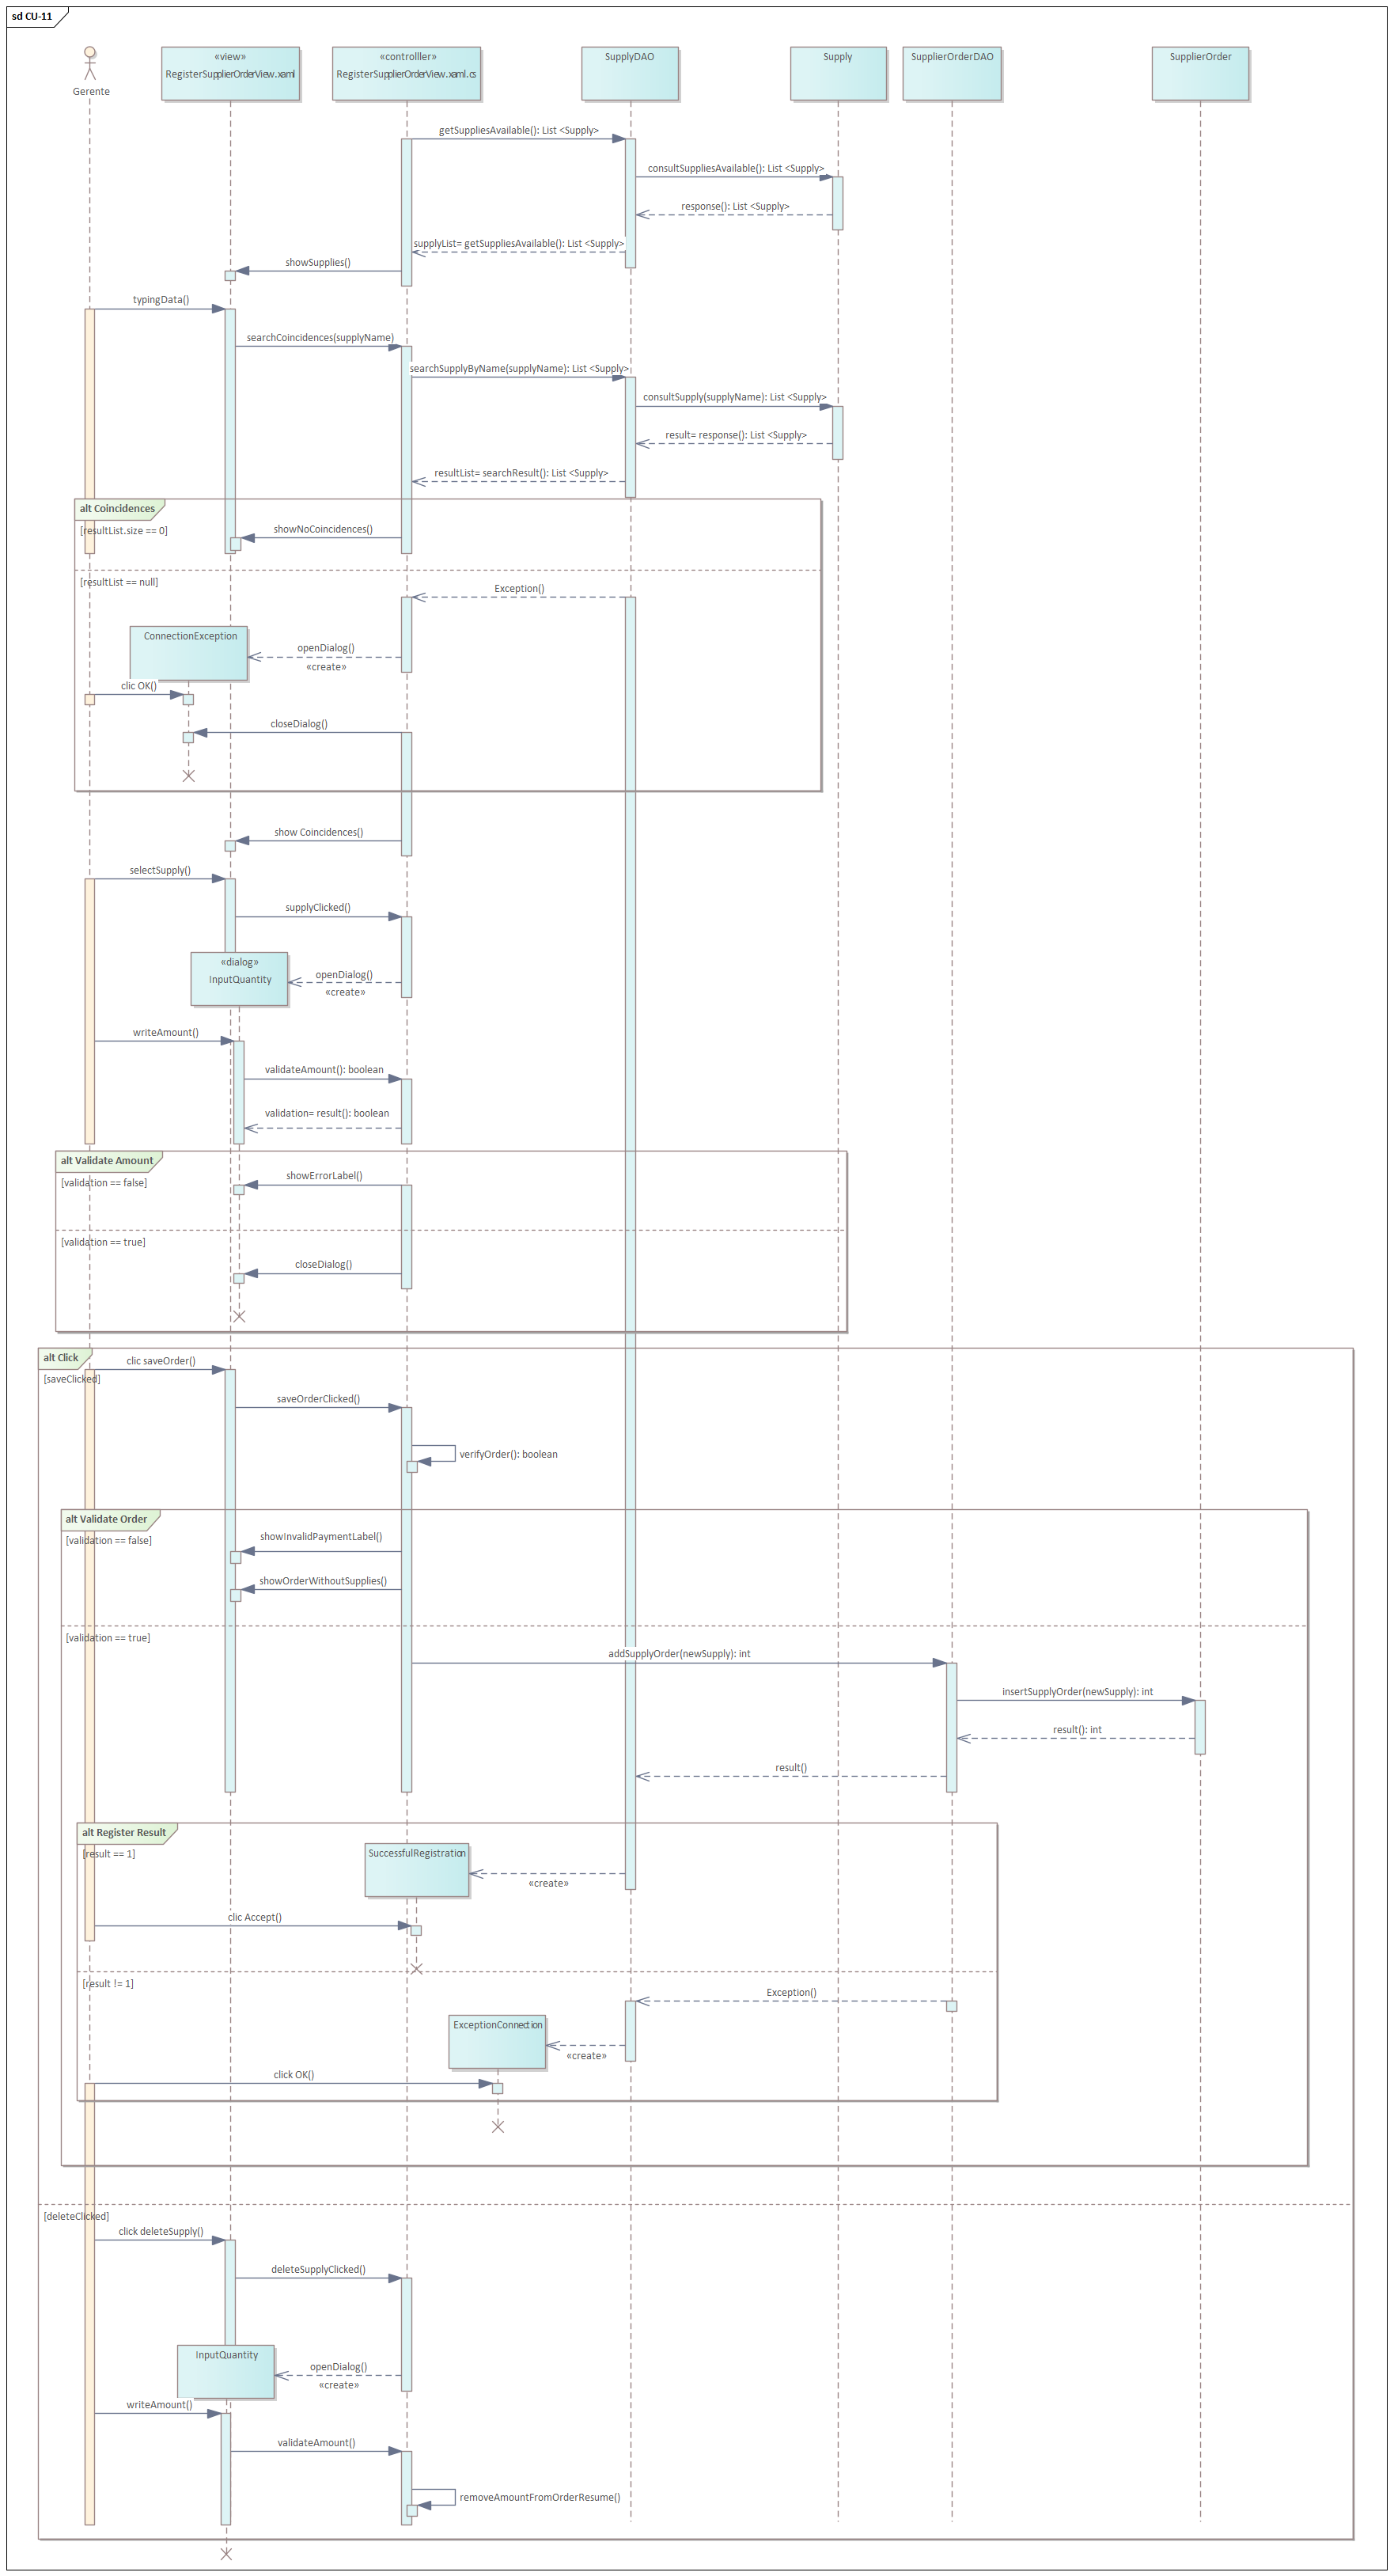 sd CU-11
Gerente
«view»
RegisterSupplierOrderView.xaml
«controlller»
RegisterSupplierOrderView.xaml.cs
SupplyDAO
Supply
SupplierOrderDAO
SupplierOrder
getSuppliesAvailable(): List <Supply>
consultSuppliesAvailable(): List <Supply>
response(): List <Supply>
supplyList= getSuppliesAvailable(): List <Supply>
showSupplies()
typingData()
searchCoincidences(supplyName)
searchSupplyByName(supplyName): List <Supply>
consultSupply(supplyName): List <Supply>
result= response(): List <Supply>
resultList= searchResult(): List <Supply>
alt Coincidences
[resultList.size == 0]
showNoCoincidences()
[resultList == null]
Exception()
ConnectionException
openDialog()
«create»
clic OK()
closeDialog()
show Coincidences()
selectSupply()
supplyClicked()
«dialog»
InputQuantity
openDialog()
«create»
writeAmount()
validateAmount(): boolean
validation= result(): boolean
alt Validate Amount
[validation == false]
showErrorLabel()
[validation == true]
closeDialog()
alt Click
[saveClicked]
clic saveOrder()
saveOrderClicked()
verifyOrder(): boolean
alt Validate Order
[validation == false]
showInvalidPaymentLabel()
showOrderWithoutSupplies()
[validation == true]
addSupplyOrder(newSupply): int
insertSupplyOrder(newSupply): int
result(): int
result()
alt Register Result
[result == 1]
SuccessfulRegistration
«create»
clic Accept()
[result != 1]
Exception()
ExceptionConnection
«create»
click OK()
[deleteClicked]
click deleteSupply()
deleteSupplyClicked()
InputQuantity
openDialog()
«create»
writeAmount()
validateAmount()
removeAmountFromOrderResume()